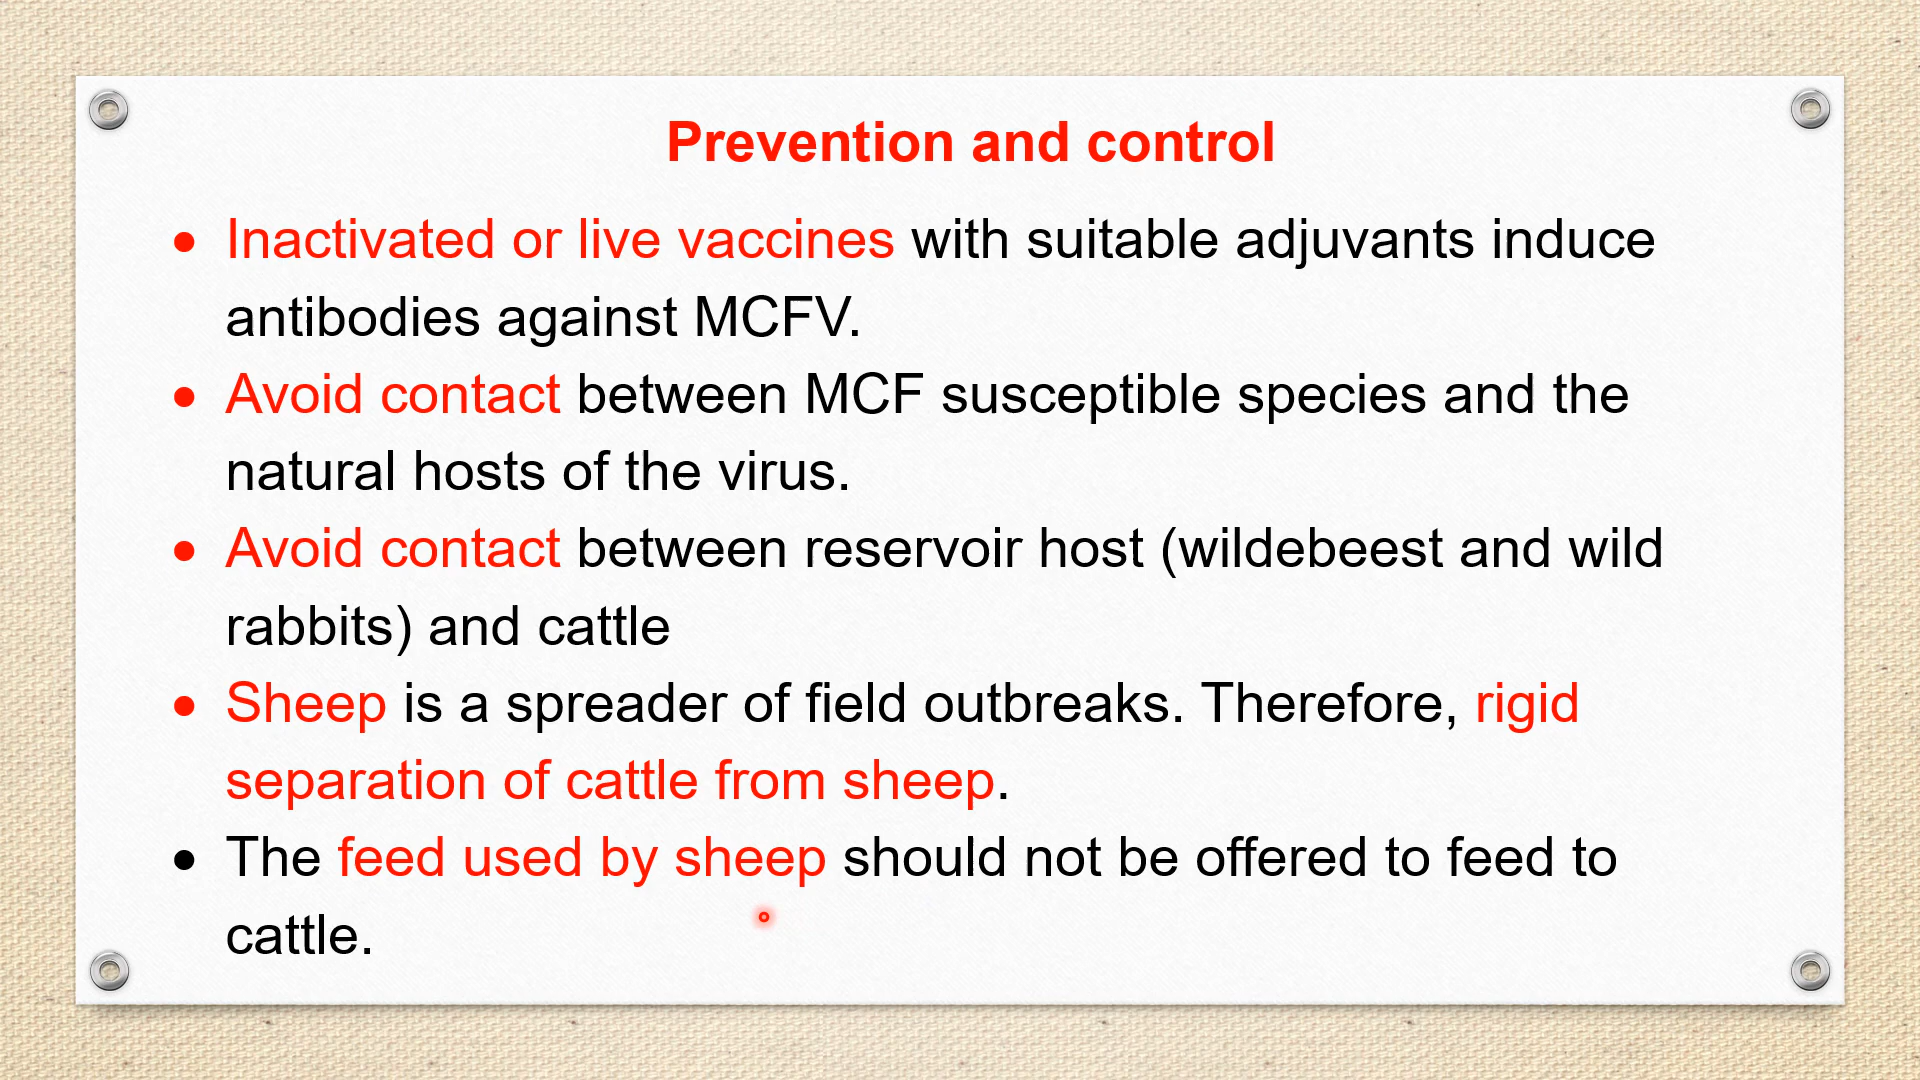 Prevention and control
• Inactivated or live vaccines with suitable adjuvants induce
antibodies against MCFV.
• Avoid contact between MCF susceptible species and the
natural hosts of the virus.
• Avoid contact between reservoir host (wildebeest and wild
rabbits) and cattle
• Sheep is a spreader of field outbreaks. Therefore, rigid
separation of cattle from sheep.
• The feed used by sheep should not be offered to feed to
cattle.